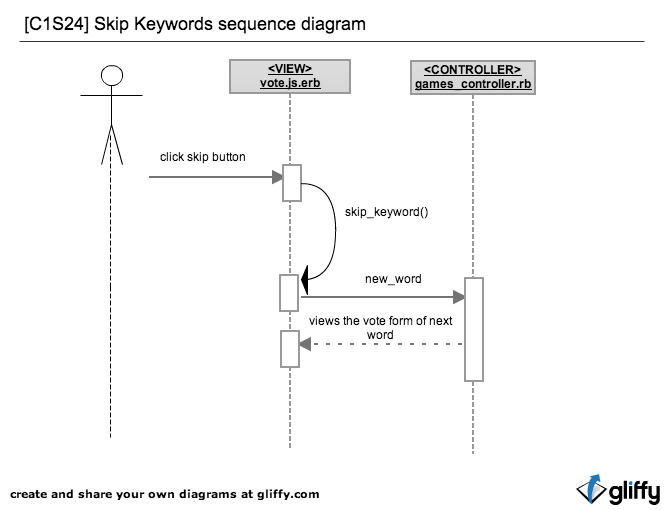 [C1S24] Skip Keywords sequence diagram
<VIEW>
vote.js.erb
<CONTROLLER>
games_controller.rb
click skip button
skip_keyword()
new_word
views the vote form of next
word
create and share your own diagrams at gliffy.com
gliffy